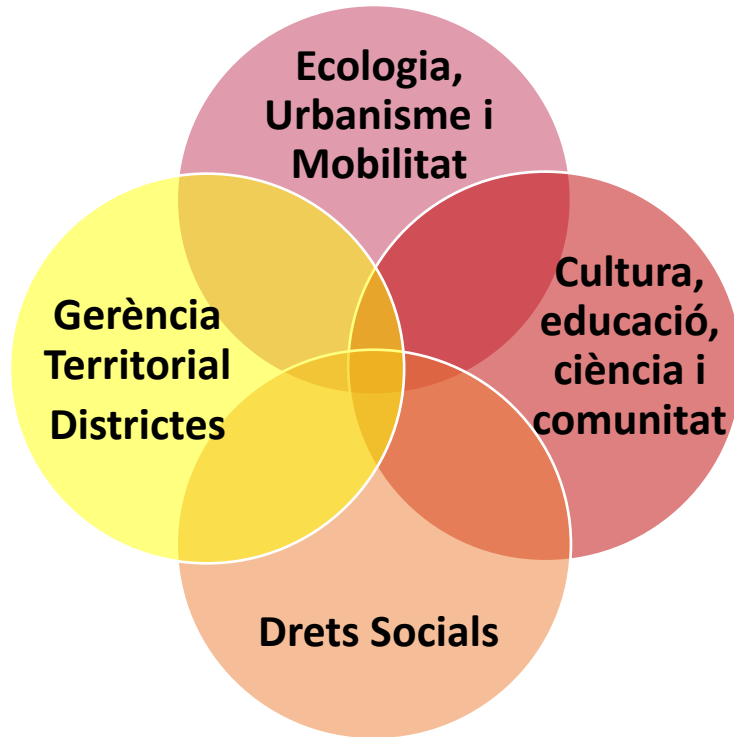 Ecologia,
Urbanisme i
Mobilitat
Gerència
Territorial
Districtes
Cultura,
educació,
ciència i
comunitat
Drets Socials